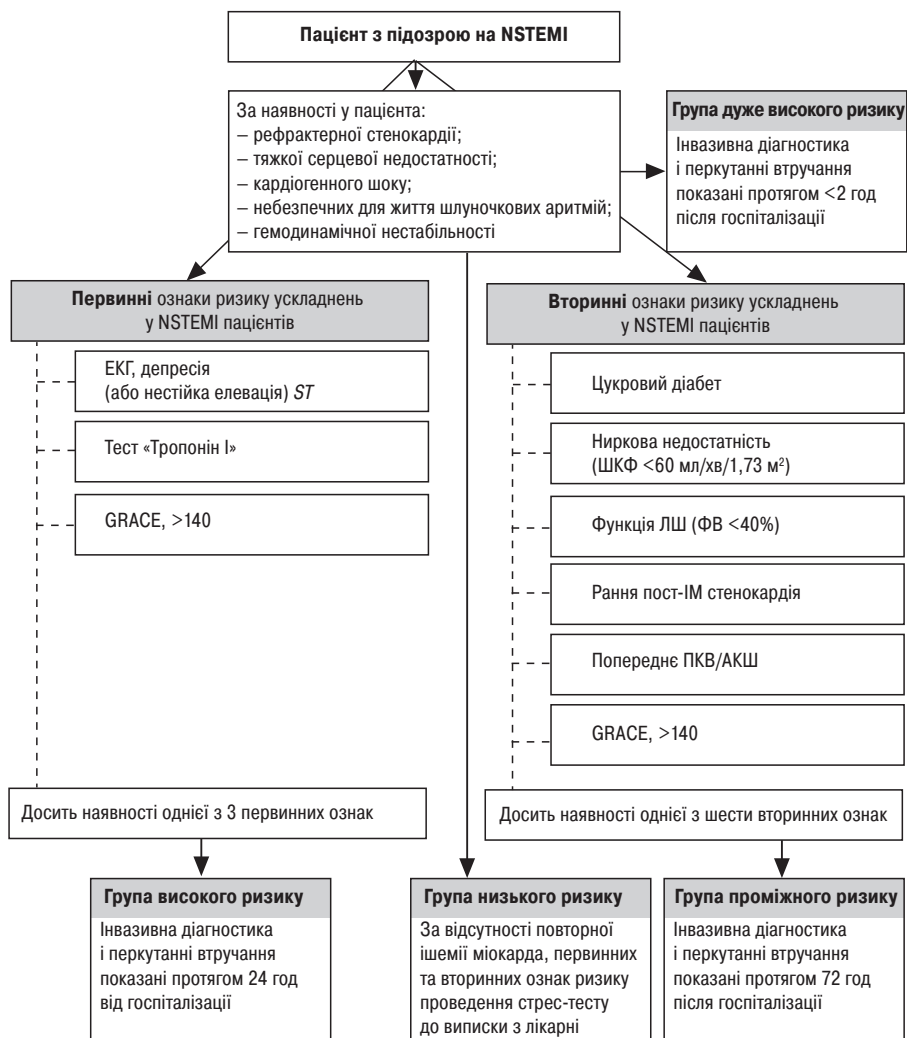 Пацієнт з підозрою на NSTEMI
За наявності у пацієнта:
– рефрактерної стенокардії;
– тяжкої серцевої недостатності;
– кардіогенного шоку;
– небезпечних для життя шлуночкових аритмій;
– гемодинамічної нестабільності
Група дуже високого ризику
Інвазивна діагностика
і перкутанні втручання
показані протягом <2 год
після госпіталізації
Первинні ознаки ризику ускладнень
у NSTEMI пацієнтів
ЕКГ, депресія
(або нестійка елевація) ST
Тест «Тропонін І»
GRACE, >140
Досить наявності однієї з 3 первинних ознак
Вторинні ознаки ризику ускладнень
у NSTEMI пацієнтів
Цукровий діабет
Ниркова недостатність
(ШКФ <60 мл/хв/1,73 м²)
Функція ЛШ (ФВ <40%)
Рання пост-ІМ стенокардія
Попереднє ПКВ/АКШ
GRACE, >140
Досить наявності однієї з шести вторинних ознак
Група високого ризику
Інвазивна діагностика
і перкутанні втручання
показані протягом 24 год
від госпіталізації
Група низького ризику
За відсутності повторної
ішемії міокарда, первинних
та вторинних ознак ризику
проведення стрес-тесту
до виписки з лікарні
Група проміжного ризику
Інвазивна діагностика
і перкутанні втручання
показані протягом 72 год
після госпіталізації